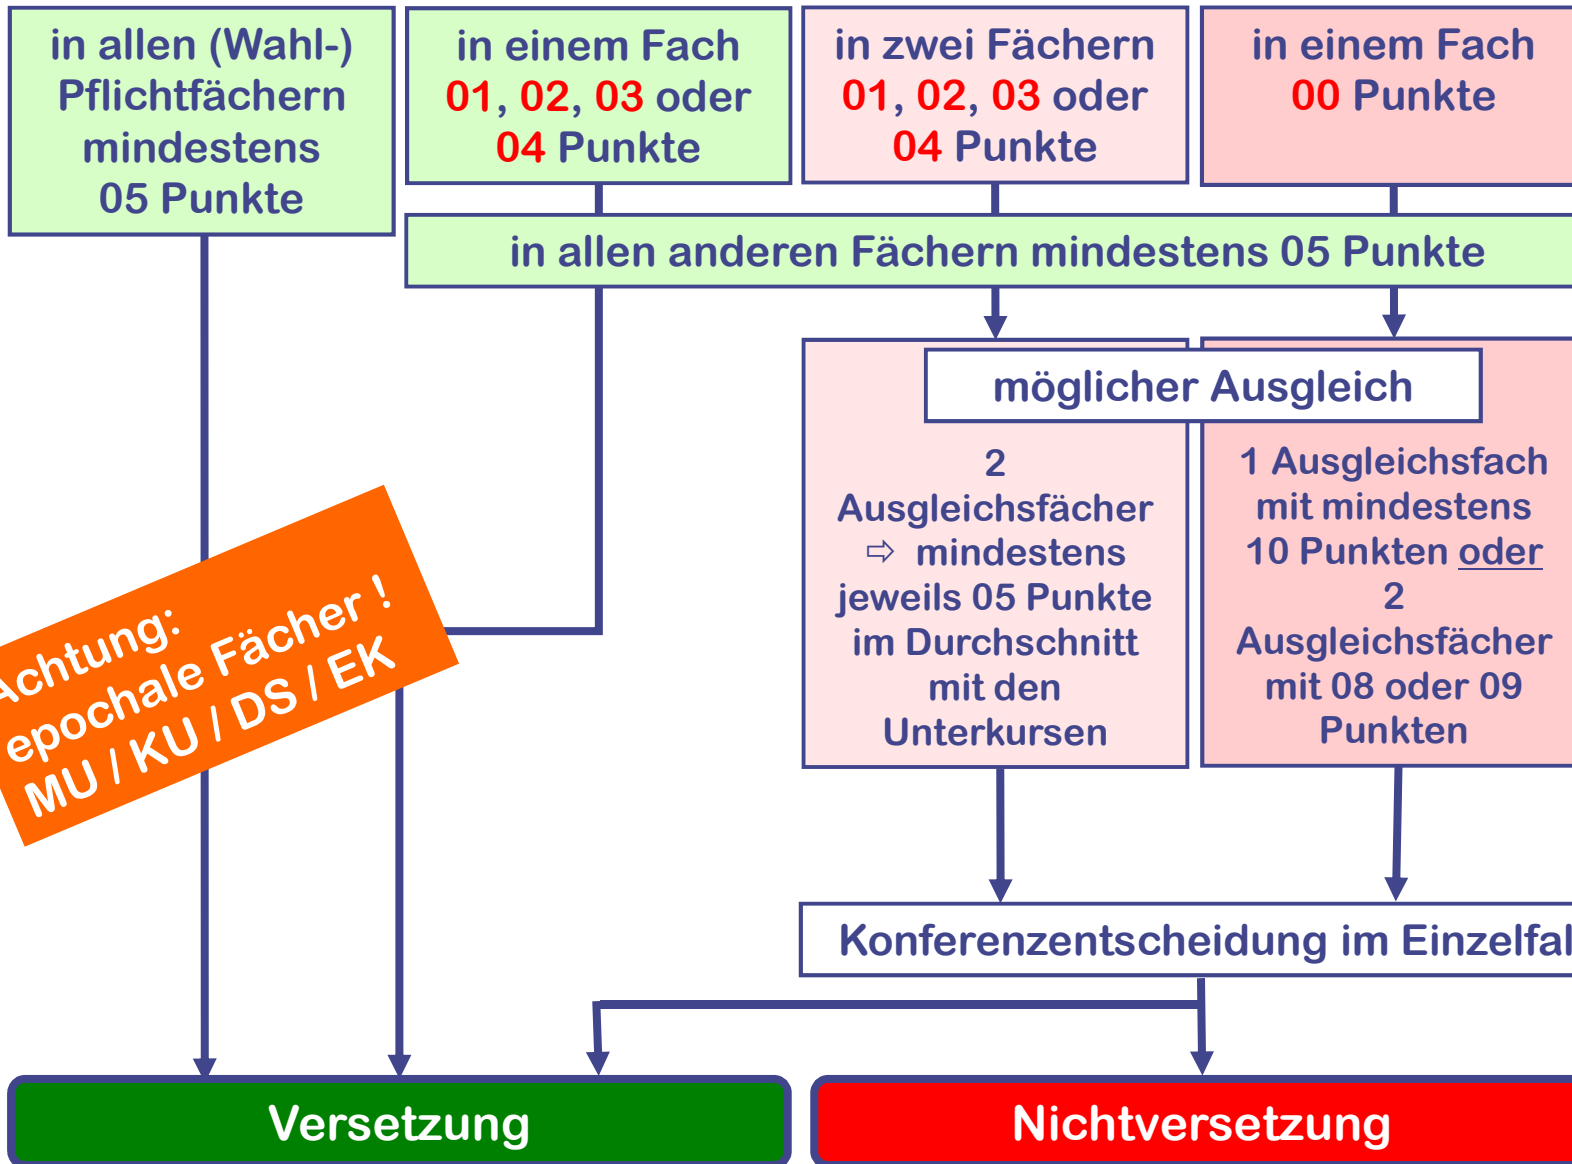 in allen (Wahl-)
Pflichtfächern
mindestens
05 Punkte
in einem Fach
01, 02, 03 oder
04 Punkte
in zwei Fächern
01, 02, 03 oder
04 Punkte
in einem Fach
00 Punkte
in allen anderen Fächern mindestens 05 Punkte
möglicher Ausgleich
2
Ausgleichsfächer
⇨ mindestens
jeweils 05 Punkte
im Durchschnitt
mit den
Unterkursen
1 Ausgleichsfach
mit mindestens
10 Punkten oder
2
Ausgleichsfächer
mit 08 oder 09
Punkten
Achtung:
epochale Fächer !
MU / KU / DS / EK
Konferenzentscheidung im Einzelfal
Versetzung
Nichtversetzung